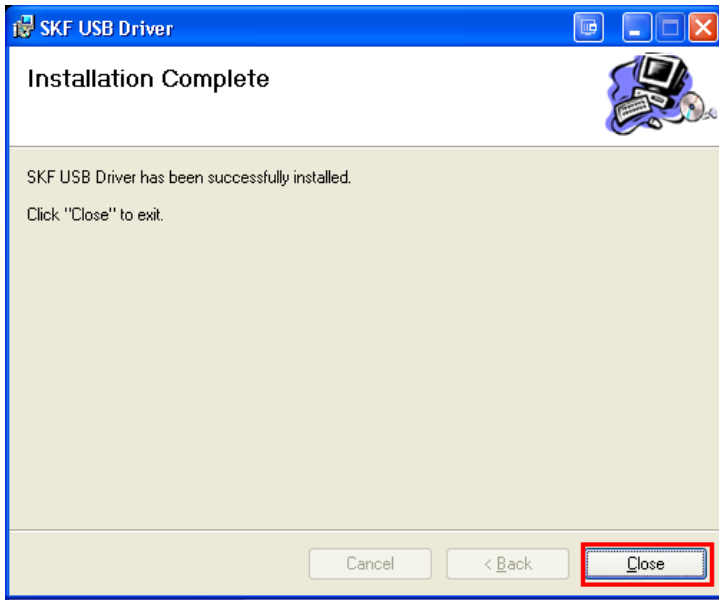 SKF USB Driver
Installation Complete
SKF USB Driver has been successfully installed.
Click "Close" to exit.
Cancel
< Back
Close